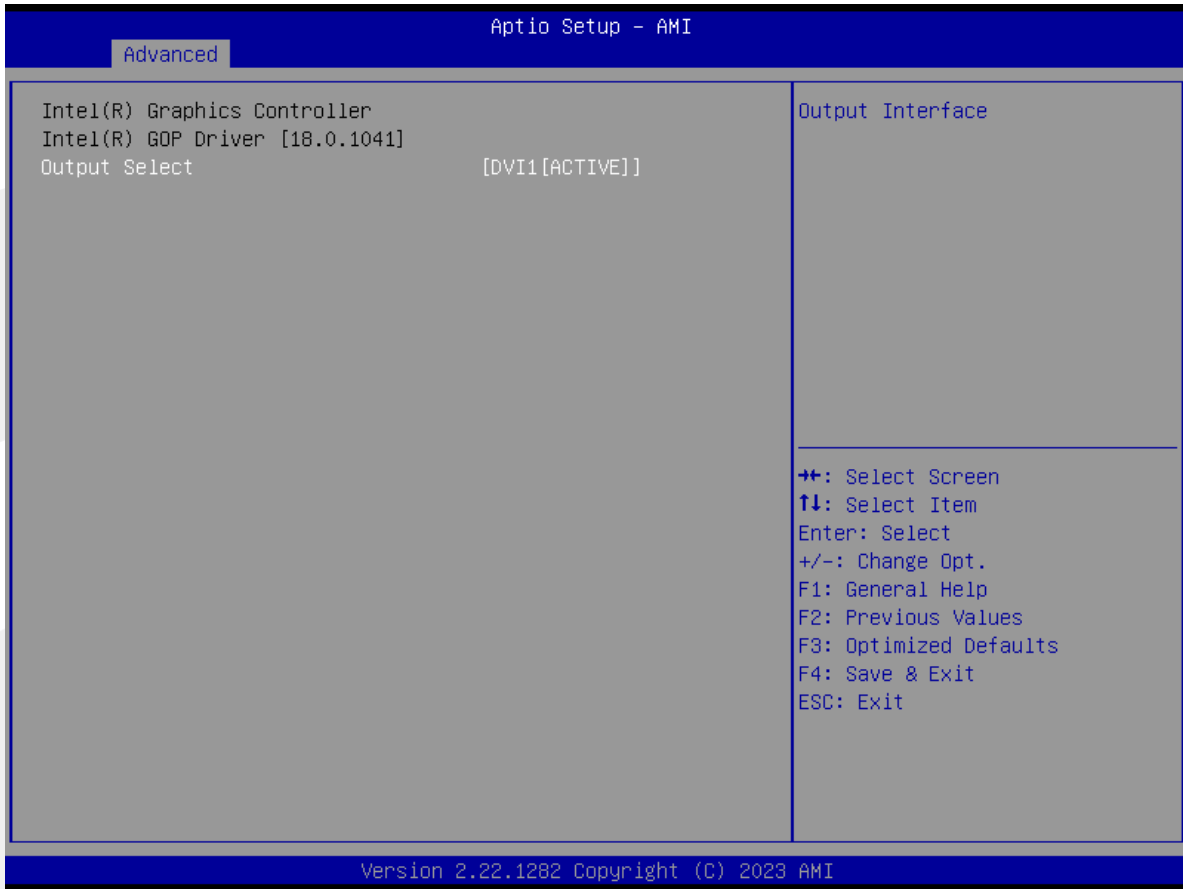 Aptio Setup – AMI
Advanced
Intel(R) Graphics Controller
Intel(R) GOP Driver [18.0.1041]
Output Select [DVI1[ACTIVE]]
Output Interface
→←: Select Screen
↑↓: Select Item
Enter: Select
+/-: Change Opt.
F1: General Help
F2: Previous Values
F3: Optimized Defaults
F4: Save & Exit
ESC: Exit
Version 2.22.1282 Copyright (C) 2023 AMI